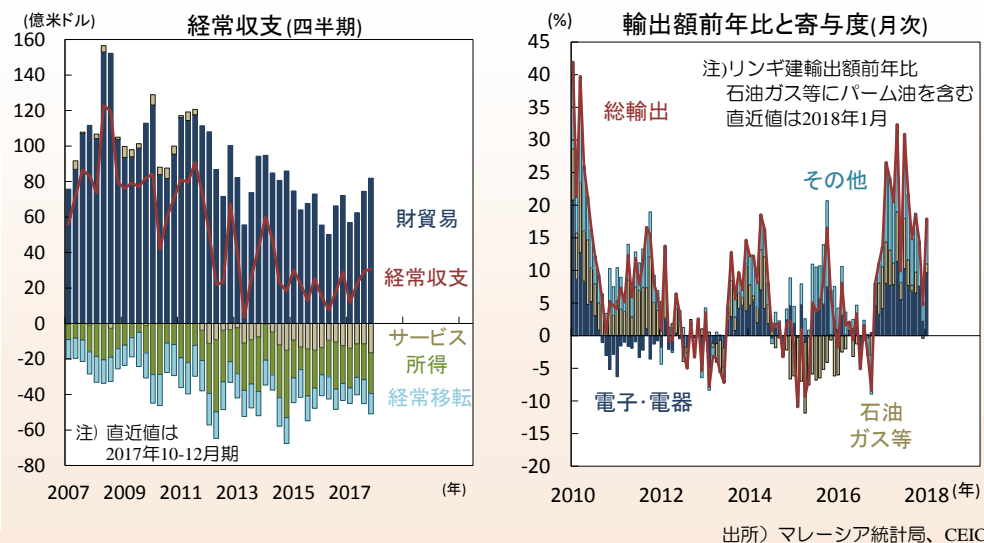 (億米ドル)
経常収支(四半期)
160
140
120
100
80
60
40
20
0
-20
-40
-60
-80
財貿易
経常収支
サービス
所得
経常移転
注) 直近値は
2017年10-12月期
2007
2009
2011
2013
2015
2017
(年)
(%)
輸出額前年比と寄与度(月次)
45
40
35
30
25
20
15
10
5
0
-5
-10
-15
-20
注)リンギ建輸出額前年比
石油ガス等にパーム油を含む
直近値は2018年1月
総輸出
その他
電子・電器
石油
ガス等
2010
2012
2014
2016
2018
(年)
出所）マレーシア統計局、CEIC